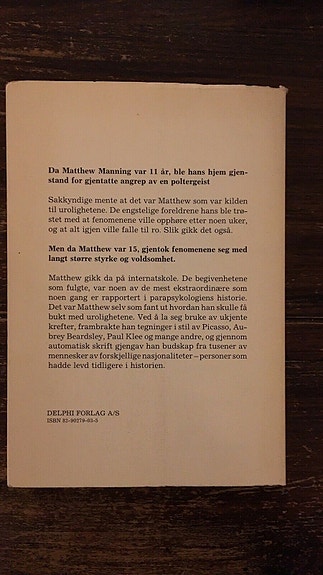 Da Matthew Manning var 11 år, ble hans hjem gjen-
stand for gjentatte angrep av en poltergeist
Sakkyndige mente at det var Matthew som var kilden
til urolighetene. De engstelige foreldrene hans ble trø-
stet med at fenomenene ville opphøre etter noen uker,
og at alt igjen ville falle til ro. Slik gikk det også.
Men da Matthew var 15, gjentok fenomenene seg med
langt større styrke og voldsomhet.
Matthew gikk da på internatskole. De begivenhetene
som fulgte, var noen av de mest ekstraordinære som
noen gang er rapportert i parapsykologiens historie.
Det var Matthew selv som fant ut hvordan han skulle få
bukt med urolighetene. Ved å la seg bruke av ukjente
krefter, frambrakte han tegninger i stil av Picasso, Au-
brey Beardsley, Paul Klee og mange andre, og gjennom
automatisk skrift gjengav han budskap fra tusener av
mennesker av forskjellige nasjonaliteter – personer som
hadde levd tidligere i historien.
DELPHI FORLAG A/S
ISBN 82-90279-03-5